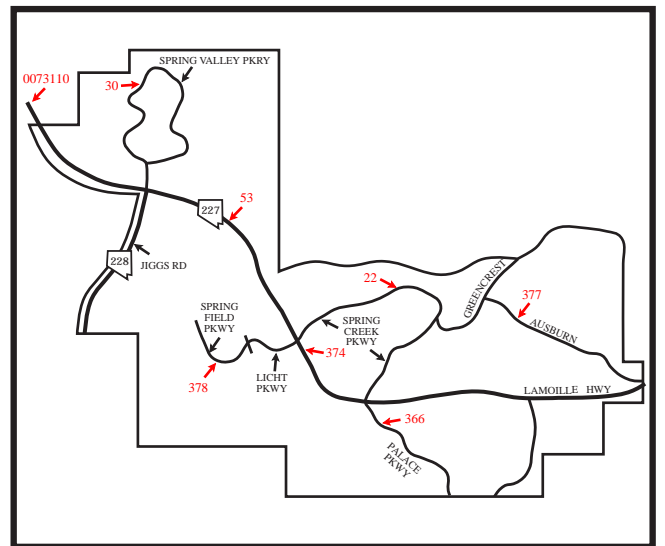 SPRING VALLEY PKRY
0073110
30
53
227
228
JIGGS RD
22
GREENCREST
377
AUSBURN
SPRING
FIELD
PKWY
SPRING
CREEK
PKWY
374
378
LICHT
PKWY
LAMOILLE HWY
366
PALACE
PKWY